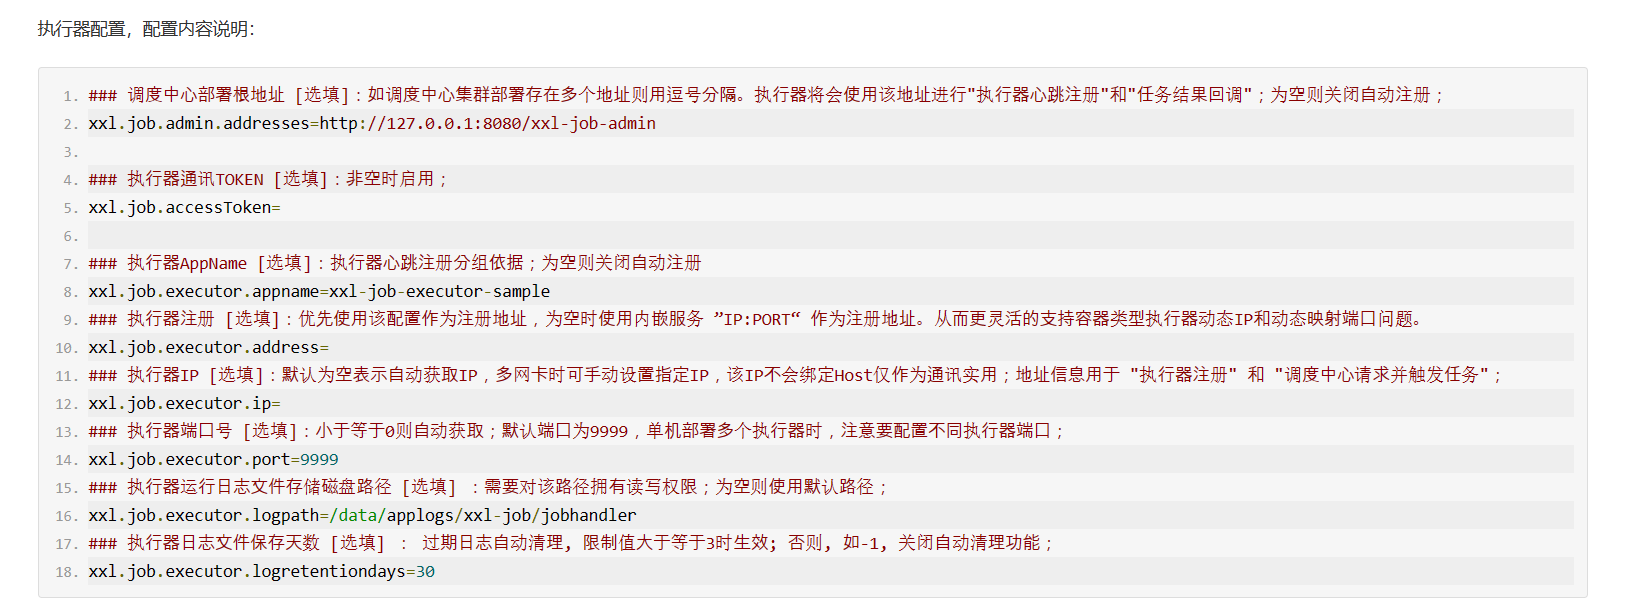 执行器配置，配置内容说明：
1. ### 调度中心部署根地址 [选填]：如调度中心集群部署存在多个地址则用逗号分隔。执行器将会使用该地址进行"执行器心跳注册"和"任务结果回调"；为空则关闭自动注册；
2. xxl.job.admin.addresses=http://127.0.0.1:8080/xxl-job-admin
3.
4. ### 执行器通讯TOKEN [选填]：非空时启用；
5. xxl.job.accessToken=
6.
7. ### 执行器AppName [选填]：执行器心跳注册分组依据；为空则关闭自动注册
8. xxl.job.executor.appname=xxl-job-executor-sample
9. ### 执行器注册 [选填]：优先使用该配置作为注册地址，为空时使用内嵌服务 ”IP:PORT“ 作为注册地址。从而更灵活的支持容器类型执行器动态IP和动态映射端口问题。
10. xxl.job.executor.address=
11. ### 执行器IP [选填]：默认为空表示自动获取IP，多网卡时可手动设置指定IP，该IP不会绑定Host仅作为通讯实用；地址信息用于 "执行器注册" 和 "调度中心请求并触发任务"；
12. xxl.job.executor.ip=
13. ### 执行器端口号 [选填]：小于等于0则自动获取；默认端口为9999，单机部署多个执行器时，注意要配置不同执行器端口；
14. xxl.job.executor.port=9999
15. ### 执行器运行日志文件存储磁盘路径 [选填] ：需要对该路径拥有读写权限；为空则使用默认路径；
16. xxl.job.executor.logpath=/data/applogs/xxl-job/jobhandler
17. ### 执行器日志文件保存天数 [选填] ： 过期日志自动清理, 限制值大于等于3时生效; 否则, 如-1, 关闭自动清理功能；
18. xxl.job.executor.logretentiondays=30